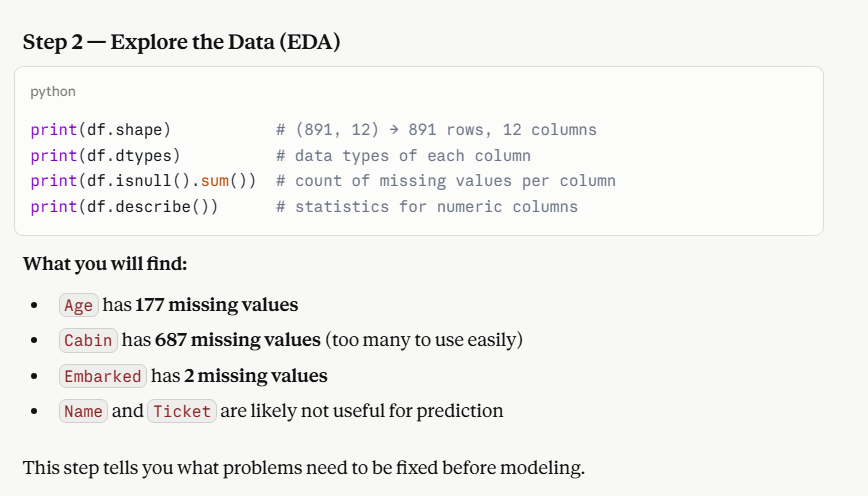 Step 2 — Explore the Data (EDA)
python
print(df.shape)           # (891, 12) → 891 rows, 12 columns
print(df.dtypes)          # data types of each column
print(df.isnull().sum())  # count of missing values per column
print(df.describe())      # statistics for numeric columns
What you will find:
• Age has 177 missing values
• Cabin has 687 missing values (too many to use easily)
• Embarked has 2 missing values
• Name and Ticket are likely not useful for prediction
This step tells you what problems need to be fixed before modeling.